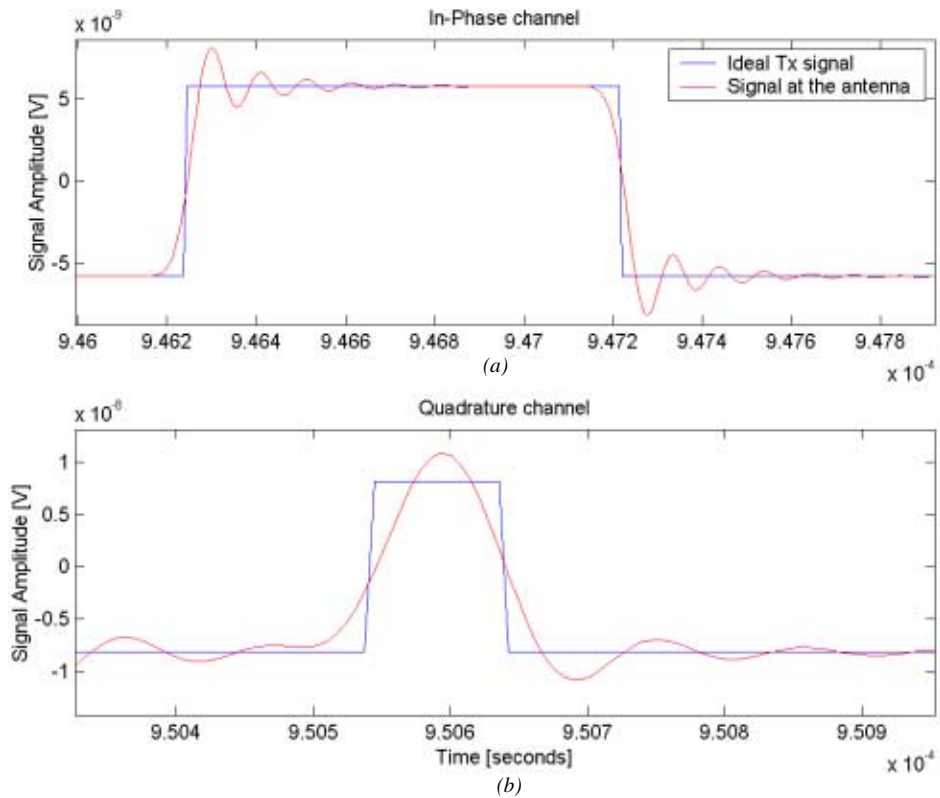 x 10-9
In-Phase channel
Ideal Tx signal
Signal at the antenna
Signal Amplitude [V]
5
0
-5
9.46 9.462 9.464 9.466 9.468 9.47 9.472 9.474 9.476 9.478
x 10-4
(a)
x 10-8
Quadrature channel
Signal Amplitude [V]
1
0.5
0
-0.5
-1
9.504 9.505 9.506 9.507 9.508 9.509
Time [seconds]
x 10-4
(b)